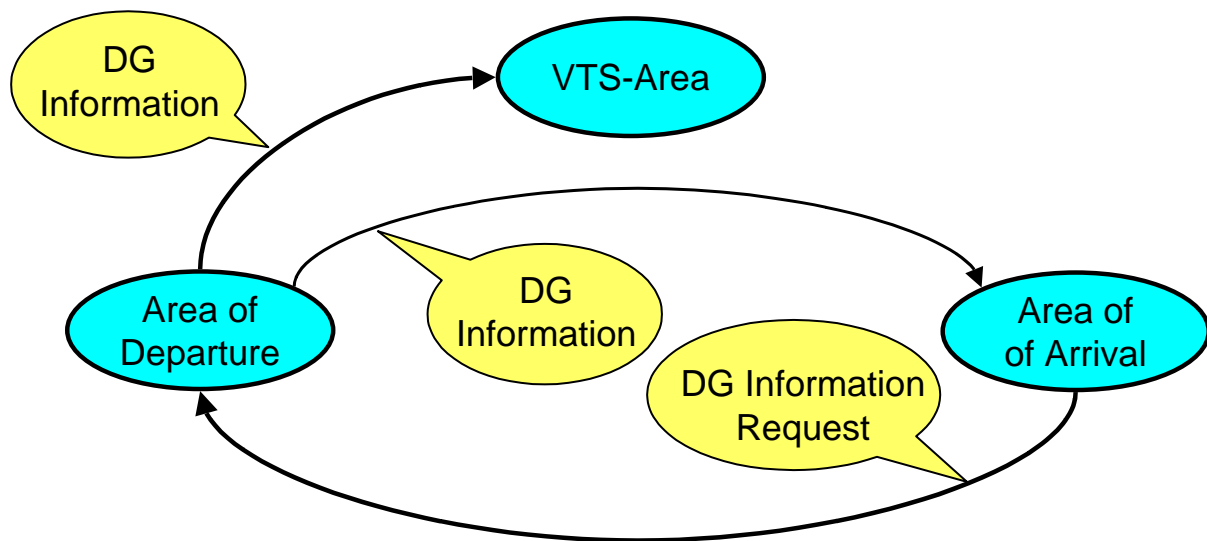 DG
Information
VTS-Area
Area of
Departure
DG
Information
Area of
of Arrival
DG Information
Request